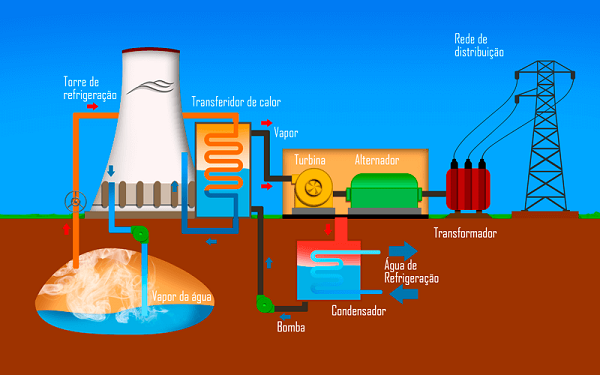 Rede de
distribuição
Torre de
refrigeração
Transferidor de calor
Vapor
Turbina
Alternador
Transformador
Água de
Refrigeração
Vapor da água
Condensador
Bomba